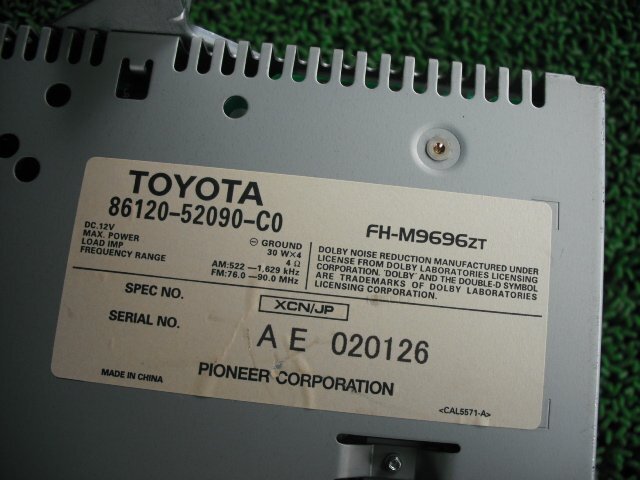 TOYOTA
86120-52090-C0
FH-M9696ZT
DC.12V ⊖ GROUND
MAX. POWER 30 W×4
LOAD IMP 4 Ω
FREQUENCY RANGE AM:522 —1,629 kHz
FM:76.0 —90.0 MHz
DOLBY NOISE REDUCTION MANUFACTURED UNDER
LICENSE FROM DOLBY LABORATORIES LICENSING
CORPORATION. 'DOLBY' AND THE DOUBLE-D SYMBOL
ARE TRADEMARKS OF DOLBY LABORATORIES
LICENSING CORPORATION.
SPEC NO. XCN/JP
SERIAL NO. AE 020126
MADE IN CHINA PIONEER CORPORATION
<CAL5571-A>